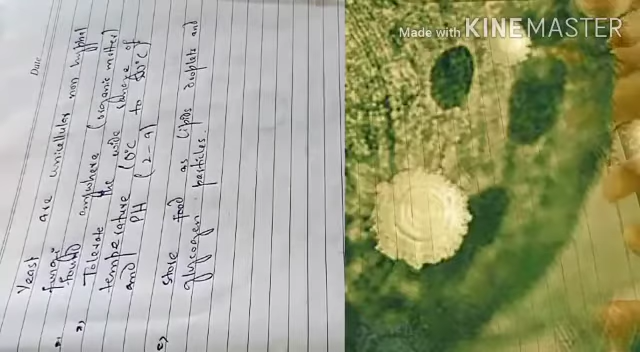 Date
Yeast are unicellular non hyphal
fungi
found anywhere (organic matter)
Tolerate the wide range of
temperature (0°C to 50°C)
and PH (2-9)
Store food as lipids droplets and
glycogen particles.
Made with KINEMASTER